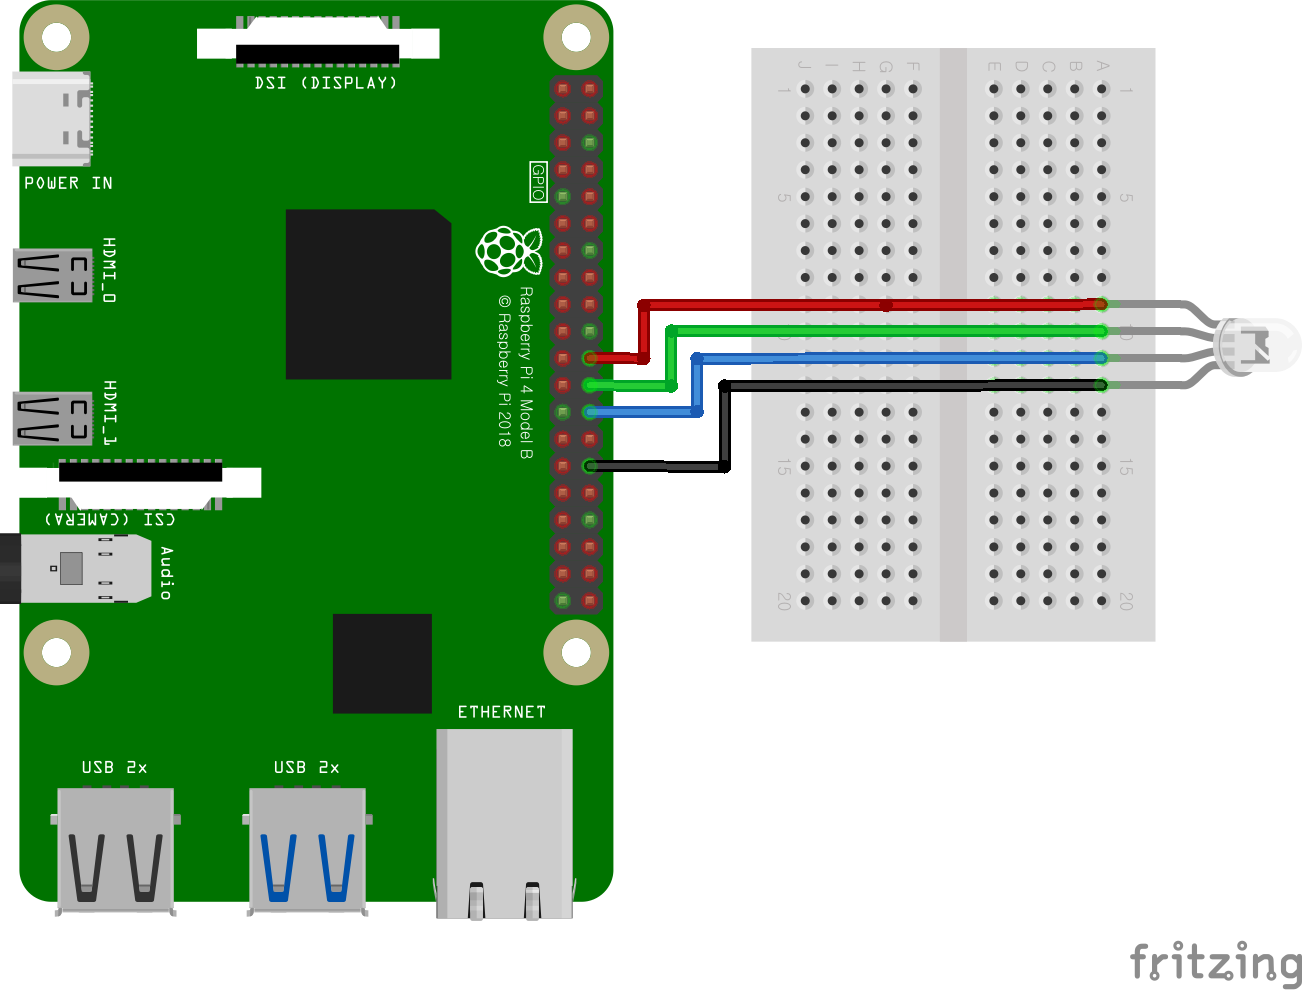 DSI (DISPLAY)
POWER IN
GPIO
HDMI_0
Raspberry Pi 4 Model B
© Raspberry Pi 2018
HDMI_1
CSI (CAMERA)
Audio
ETHERNET
USB 2x
USB 2x
J I H G F E D C B A
1 1
5 5
10
15 15
20 20
fritzing